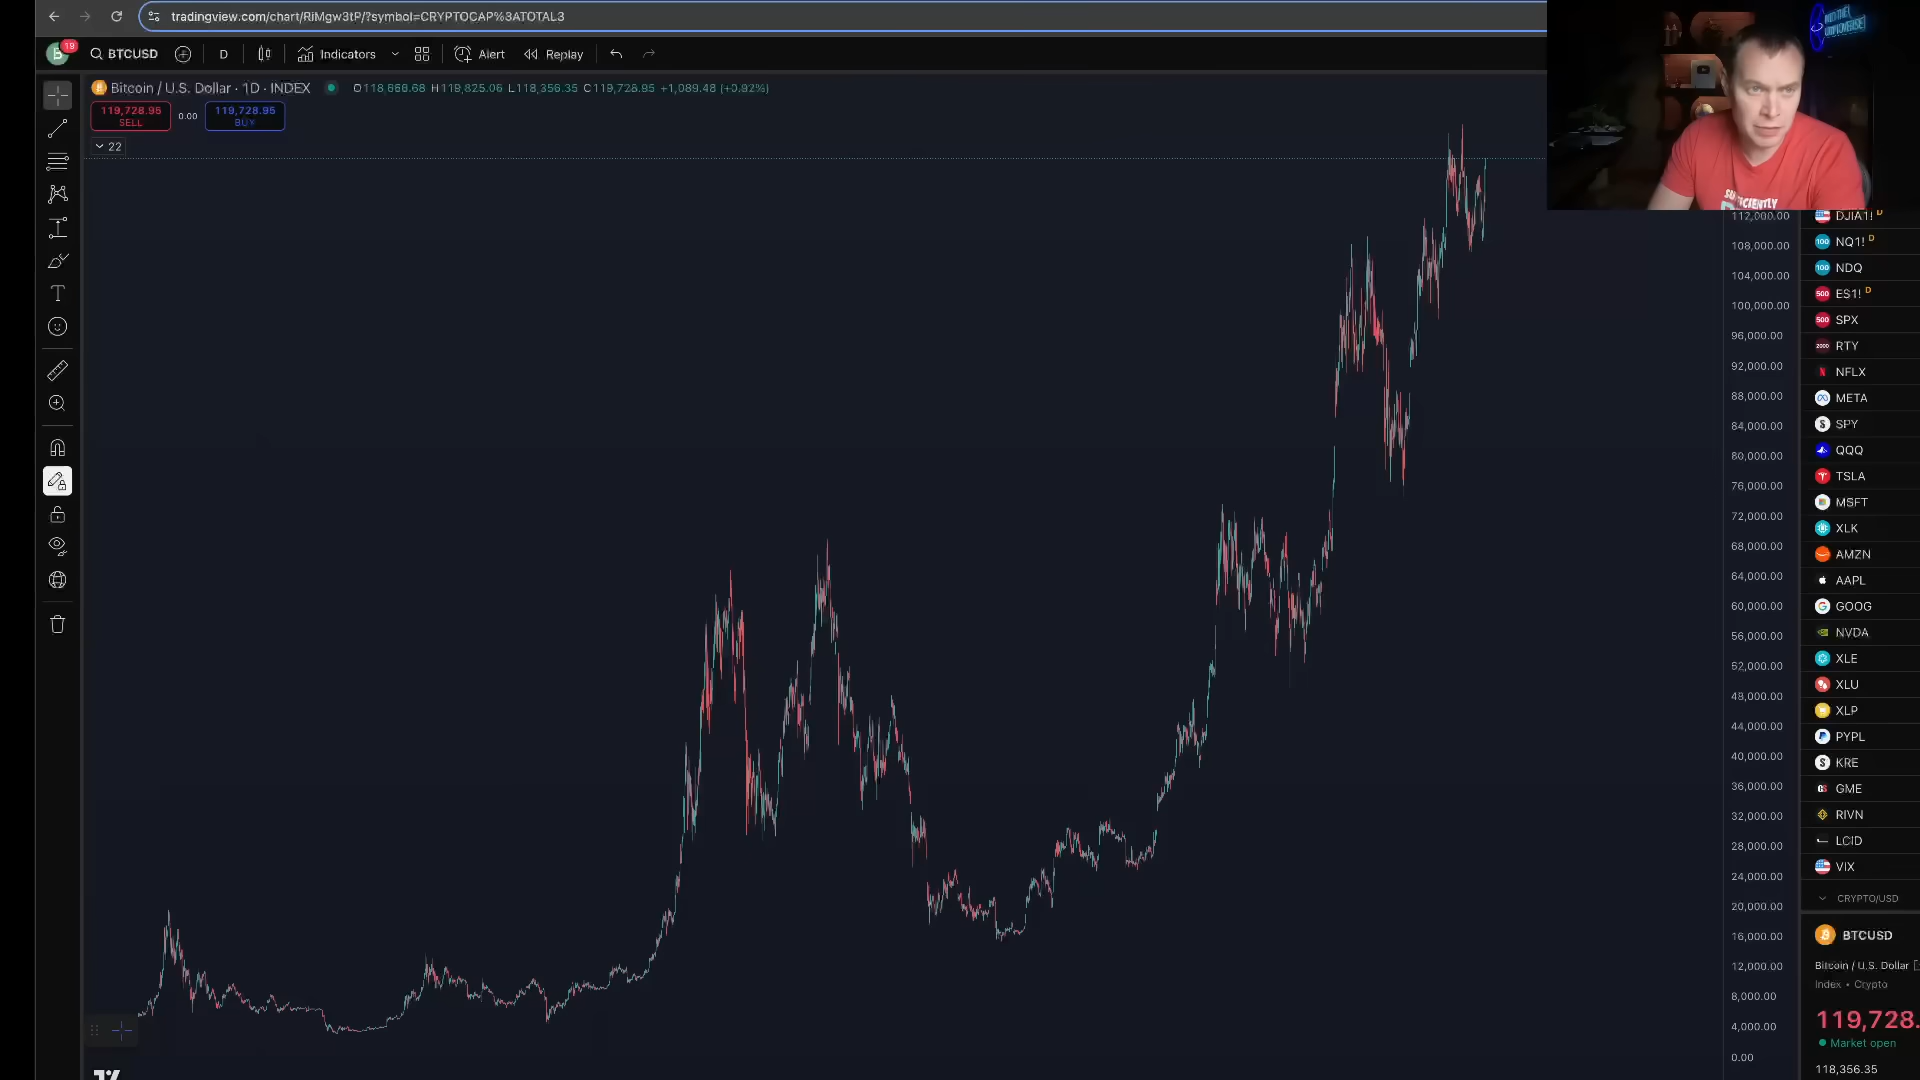 tradingview.com/chart/RiMgw3tP/?symbol=CRYPTOCAP%3ATOTAL3
19
BTCUSD
D
Indicators
Alert
Replay
Bitcoin / U.S. Dollar · 1D · INDEX
H119,825.06 L118,356.35 C119,728.95 +1,089.48 (+0.92%)
119,728.95
SELL
0.00
119,728.95
BUY
22
112,000.00
108,000.00
104,000.00
100,000.00
96,000.00
92,000.00
88,000.00
84,000.00
80,000.00
76,000.00
72,000.00
68,000.00
64,000.00
60,000.00
56,000.00
52,000.00
48,000.00
44,000.00
40,000.00
36,000.00
32,000.00
28,000.00
24,000.00
20,000.00
16,000.00
12,000.00
8,000.00
4,000.00
0.00
INTO THE
CRYPTOVERSE
SUFFICIENTLY
DJIA1! D
NQ1! D
NDQ
ES1! D
SPX
RTY
NFLX
META
SPY
QQQ
TSLA
MSFT
XLK
AMZN
AAPL
GOOG
NVDA
XLE
XLU
XLP
PYPL
KRE
GME
RIVN
LCID
VIX
CRYPTO/USD
BTCUSD
Bitcoin / U.S. Dollar
Index • Crypto
119,728.
Market open
118,356.35